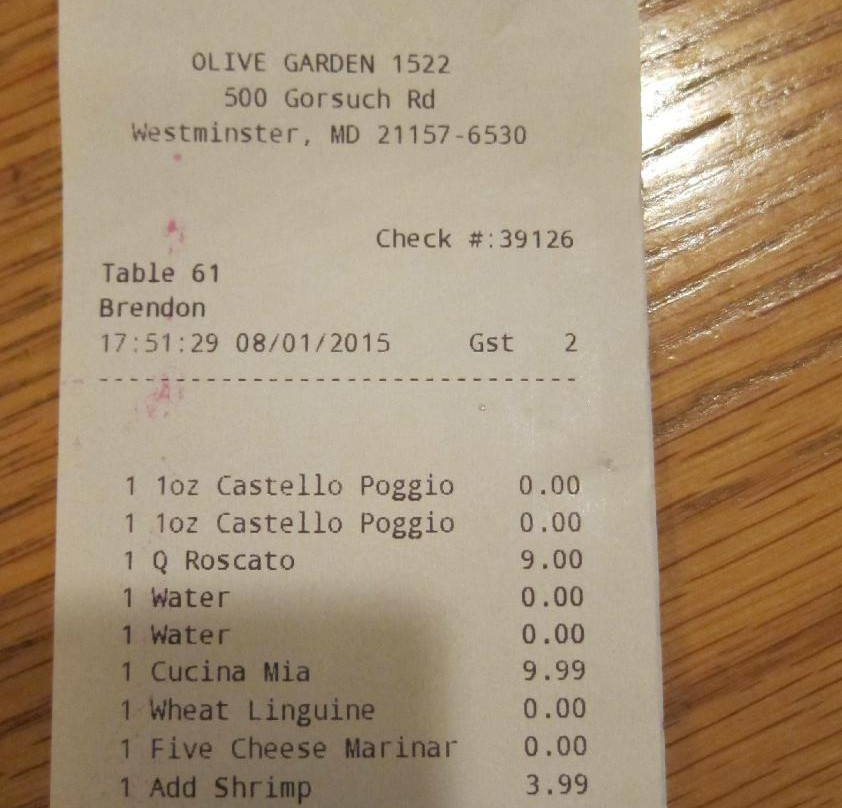 OLIVE GARDEN 1522
500 Gorsuch Rd
Westminster, MD 21157-6530
Check #:39126
Table 61
Brendon
17:51:29 08/01/2015 Gst 2
--------------------------------
1 1oz Castello Poggio 0.00
1 1oz Castello Poggio 0.00
1 Q Roscato 9.00
1 Water 0.00
1 Water 0.00
1 Cucina Mia 9.99
1 Wheat Linguine 0.00
1 Five Cheese Marinar 0.00
1 Add Shrimp 3.99